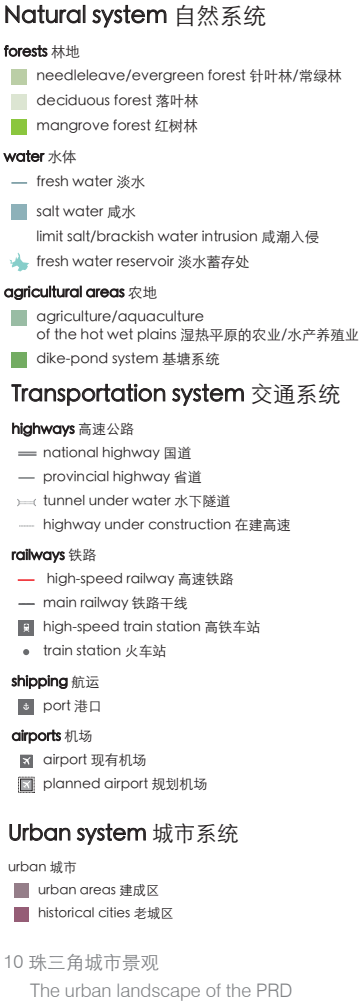 Natural system 自然系统
forests 林地
needleleave/evergreen forest 针叶林/常绿林
deciduous forest 落叶林
mangrove forest 红树林
water 水体
fresh water 淡水
salt water 咸水
limit salt/brackish water intrusion 咸潮入侵
fresh water reservoir 淡水蓄存处
agricultural areas 农地
agriculture/aquaculture
of the hot wet plains 湿热平原的农业/水产养殖业
dike-pond system 基塘系统
Transportation system 交通系统
highways 高速公路
national highway 国道
provincial highway 省道
tunnel under water 水下隧道
highway under construction 在建高速
railways 铁路
high-speed railway 高速铁路
main railway 铁路干线
high-speed train station 高铁车站
train station 火车站
shipping 航运
port 港口
airports 机场
airport 现有机场
planned airport 规划机场
Urban system 城市系统
urban 城市
urban areas 建成区
historical cities 老城区
10 珠三角城市景观
The urban landscape of the PRD